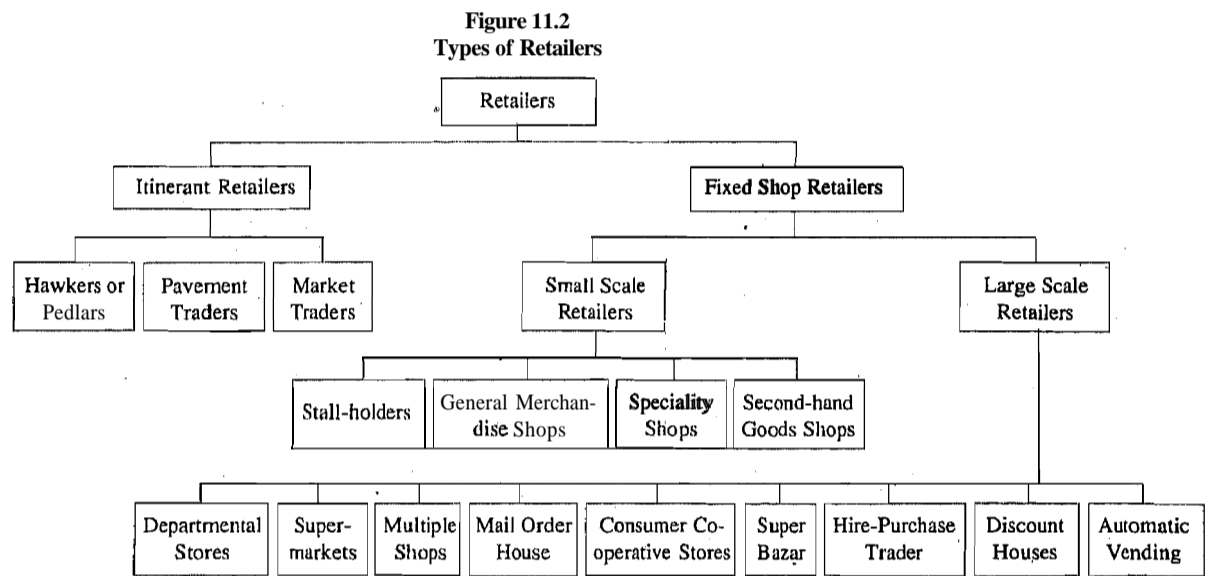 Figure 11.2
Types of Retailers
Retailers
Itinerant Retailers
Fixed Shop Retailers
Hawkers or
Pedlars
Pavement
Traders
Market
Traders
Small Scale
Retailers
Large Scale
Retailers
Stall-holders
General Merchan-
dise Shops
Speciality
Shops
Second-hand
Goods Shops
Departmental
Stores
Super-
markets
Multiple
Shops
Mail Order
House
Consumer Co-
operative Stores
Super
Bazar
Hire-Purchase
Trader
Discount
Houses
Automatic
Vending